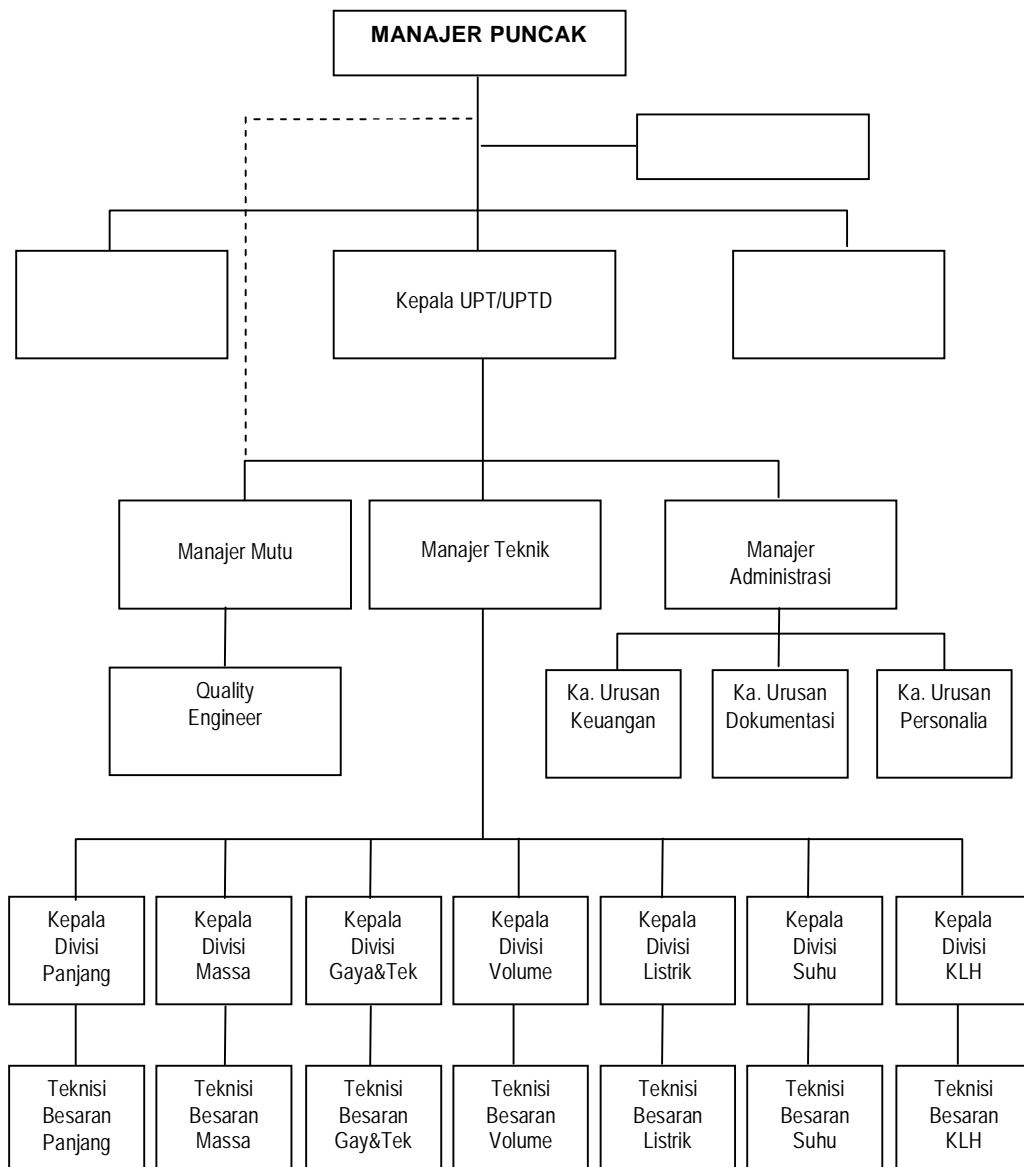 MANAJER PUNCAK
Kepala UPT/UPTD
Manajer Mutu
Manajer Teknik
Manajer
Administrasi
Quality
Engineer
Ka. Urusan
Keuangan
Ka. Urusan
Dokumentasi
Ka. Urusan
Personalia
Kepala
Divisi
Panjang
Kepala
Divisi
Massa
Kepala
Divisi
Gaya&Tek
Kepala
Divisi
Volume
Kepala
Divisi
Listrik
Kepala
Divisi
Suhu
Kepala
Divisi
KLH
Teknisi
Besaran
Panjang
Teknisi
Besaran
Massa
Teknisi
Besaran
Gay&Tek
Teknisi
Besaran
Volume
Teknisi
Besaran
Listrik
Teknisi
Besaran
Suhu
Teknisi
Besaran
KLH